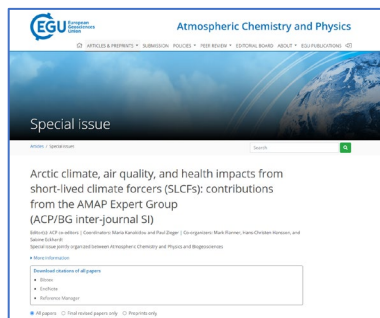 EGU European Geosciences Union
Atmospheric Chemistry and Physics
ARTICLES & PREPRINTS SUBMISSION POLICIES PEER REVIEW EDITORIAL BOARD ABOUT EGU PUBLICATIONS
Special issue
Articles / Special issues
Search
Arctic climate, air quality, and health impacts from
short-lived climate forcers (SLCFs): contributions
from the AMAP Expert Group
(ACP/BG inter-journal SI)
Editor(s): ACP co-editors | Coordinators: Maria Kanakidou and Paul Zieger | Co-organizers: Mark Flanner, Hans-Christen Hansson, and
Sabine Eckhardt
Special issue jointly organized between Atmospheric Chemistry and Physics and Biogeosciences
More information
Download citations of all papers
Bibtex
EndNote
Reference Manager
All papers Final revised papers only Preprints only